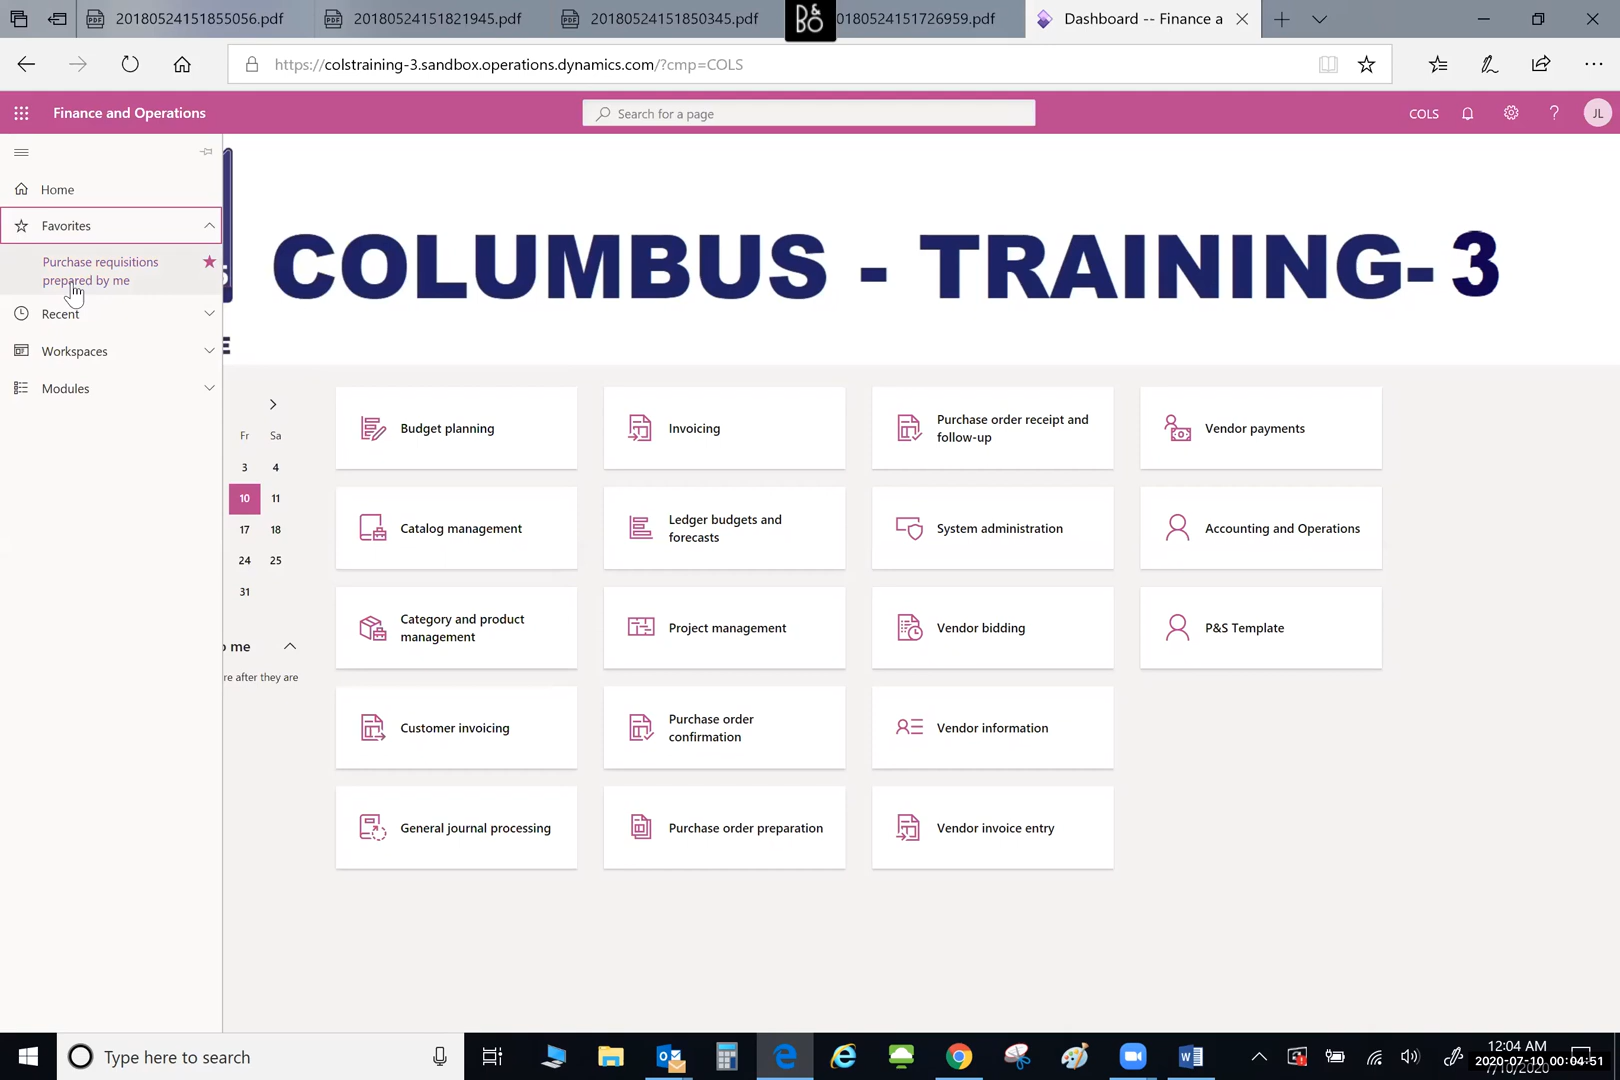 20180524151855056.pdf
20180524151821945.pdf
20180524151850345.pdf
B&O
0180524151726959.pdf
Dashboard -- Finance a
https://colstraining-3.sandbox.operations.dynamics.com/?cmp=COLS
Finance and Operations
Search for a page
COLS
?
JL
Home
Favorites
Purchase requisitions
prepared by me
Recent
Workspaces
Modules
COLUMBUS - TRAINING- 3
E
Fr Sa
3 4
10 11
17 18
24 25
31
o me
re after they are
Budget planning
Invoicing
Purchase order receipt and
follow-up
Vendor payments
Catalog management
Ledger budgets and
forecasts
System administration
Accounting and Operations
Category and product
management
Project management
Vendor bidding
P&S Template
Customer invoicing
Purchase order
confirmation
Vendor information
General journal processing
Purchase order preparation
Vendor invoice entry
Type here to search
12:04 AM
7/10/2020
2020-07-10 00:04:51